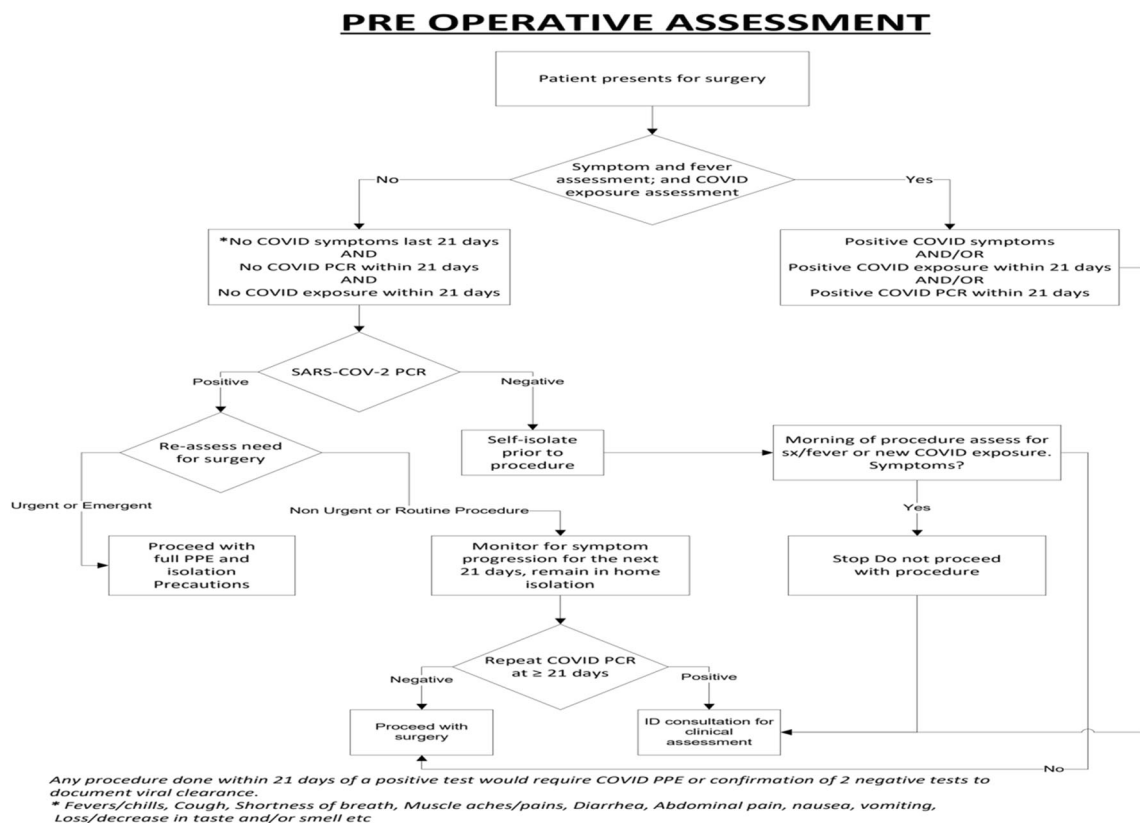 PRE OPERATIVE ASSESSMENT
Patient presents for surgery
Symptom and fever
assessment; and COVID
exposure assessment
No
Yes
*No COVID symptoms last 21 days
AND
No COVID PCR within 21 days
AND
No COVID exposure within 21 days
Positive COVID symptoms
AND/OR
Positive COVID exposure within 21 days
AND/OR
Positive COVID PCR within 21 days
SARS-COV-2 PCR
Positive
Negative
Re-assess need
for surgery
Self-isolate
prior to
procedure
Morning of procedure assess for
sx/fever or new COVID exposure.
Symptoms?
Urgent or Emergent
Non Urgent or Routine Procedure
Yes
Proceed with
full PPE and
isolation
Precautions
Monitor for symptom
progression for the next
21 days, remain in home
isolation
Stop Do not proceed
with procedure
Repeat COVID PCR
at ≥ 21 days
Negative
Positive
Proceed with
surgery
ID consultation for
clinical
assessment
No
Any procedure done within 21 days of a positive test would require COVID PPE or confirmation of 2 negative tests to
document viral clearance.
* Fevers/chills, Cough, Shortness of breath, Muscle aches/pains, Diarrhea, Abdominal pain, nausea, vomiting,
Loss/decrease in taste and/or smell etc